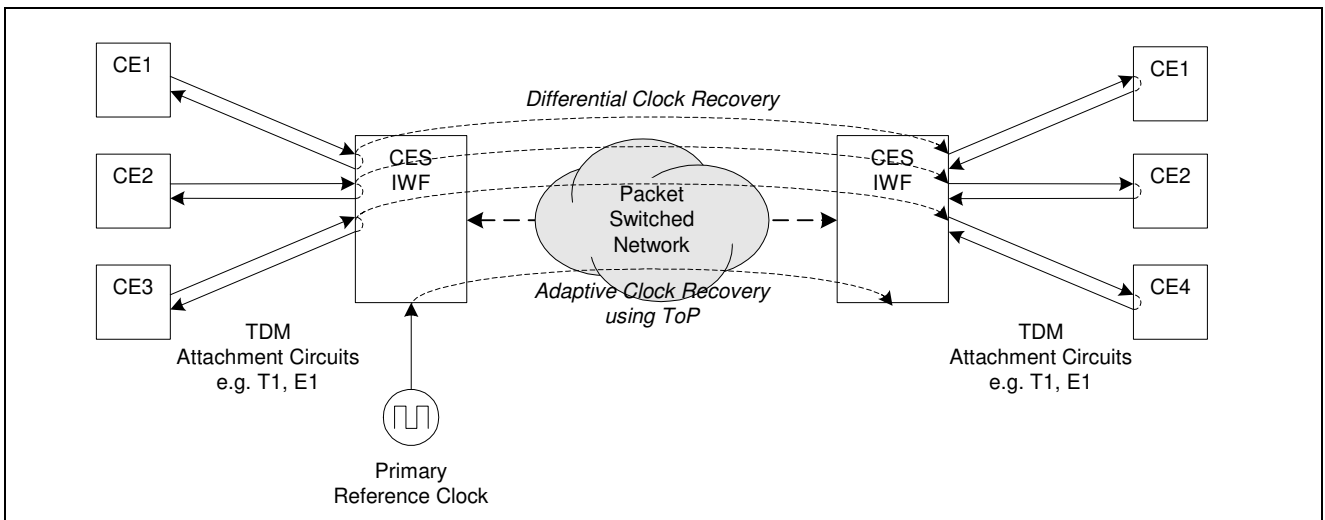 CE1
CE1
Differential Clock Recovery
CE2
CES
IWF
Packet
Switched
Network
CES
IWF
CE2
CE3
Adaptive Clock Recovery
using ToP
CE4
TDM
Attachment Circuits
e.g. T1, E1
TDM
Attachment Circuits
e.g. T1, E1
Primary
Reference Clock